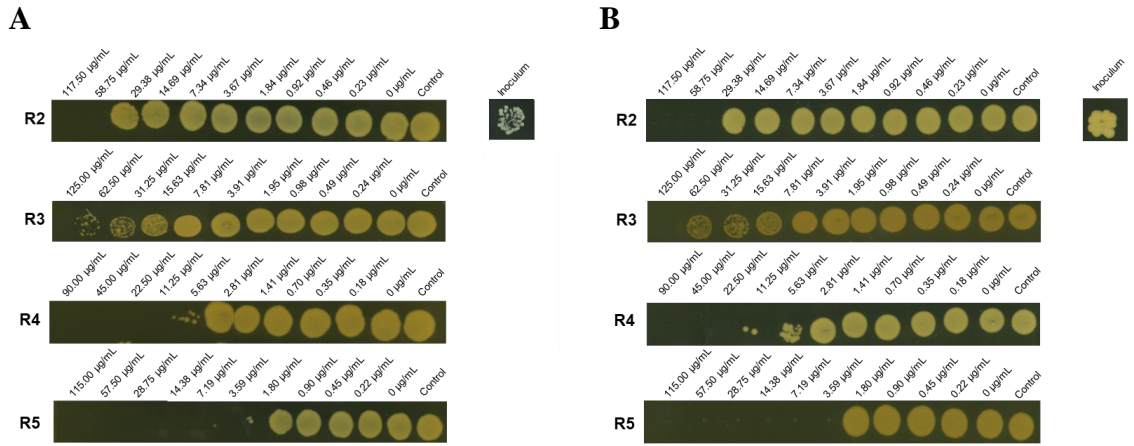 A
117.50 µg/mL 58.75 µg/mL 29.38 µg/mL 14.69 µg/mL 7.34 µg/mL 3.67 µg/mL 1.84 µg/mL 0.92 µg/mL 0.46 µg/mL 0.23 µg/mL 0 µg/mL Control
Inoculum
R2
125.00 µg/mL 62.50 µg/mL 31.25 µg/mL 15.63 µg/mL 7.81 µg/mL 3.91 µg/mL 1.95 µg/mL 0.98 µg/mL 0.49 µg/mL 0.24 µg/mL 0 µg/mL Control
R3
90.00 µg/mL 45.00 µg/mL 22.50 µg/mL 11.25 µg/mL 5.63 µg/mL 2.81 µg/mL 1.41 µg/mL 0.70 µg/mL 0.35 µg/mL 0.18 µg/mL 0 µg/mL Control
R4
115.00 µg/mL 57.50 µg/mL 28.75 µg/mL 14.38 µg/mL 7.19 µg/mL 3.59 µg/mL 1.80 µg/mL 0.90 µg/mL 0.45 µg/mL 0.22 µg/mL 0 µg/mL Control
R5
B
117.50 µg/mL 58.75 µg/mL 29.38 µg/mL 14.69 µg/mL 7.34 µg/mL 3.67 µg/mL 1.84 µg/mL 0.92 µg/mL 0.46 µg/mL 0.23 µg/mL 0 µg/mL Control
Inoculum
R2
125.00 µg/mL 62.50 µg/mL 31.25 µg/mL 15.63 µg/mL 7.81 µg/mL 3.91 µg/mL 1.95 µg/mL 0.98 µg/mL 0.49 µg/mL 0.24 µg/mL 0 µg/mL Control
R3
90.00 µg/mL 45.00 µg/mL 22.50 µg/mL 11.25 µg/mL 5.63 µg/mL 2.81 µg/mL 1.41 µg/mL 0.70 µg/mL 0.35 µg/mL 0.18 µg/mL 0 µg/mL Control
R4
115.00 µg/mL 57.50 µg/mL 28.75 µg/mL 14.38 µg/mL 7.19 µg/mL 3.59 µg/mL 1.80 µg/mL 0.90 µg/mL 0.45 µg/mL 0.22 µg/mL 0 µg/mL Control
R5